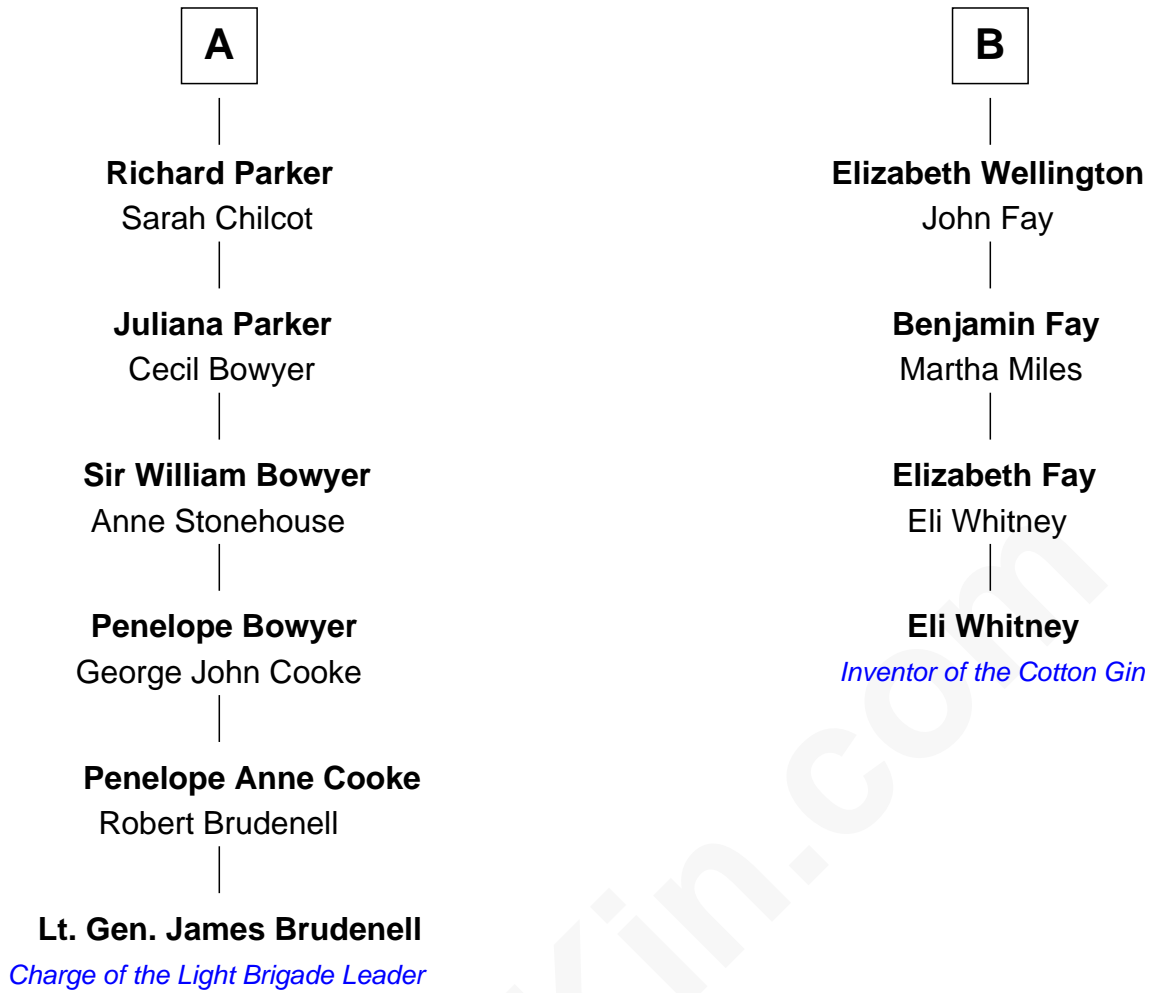 A
Richard Parker
Sarah Chilcot
Juliana Parker
Cecil Bowyer
Sir William Bowyer
Anne Stonehouse
Penelope Bowyer
George John Cooke
Penelope Anne Cooke
Robert Brudenell
Lt. Gen. James Brudenell
Charge of the Light Brigade Leader
B
Elizabeth Wellington
John Fay
Benjamin Fay
Martha Miles
Elizabeth Fay
Eli Whitney
Eli Whitney
Inventor of the Cotton Gin
kin.com